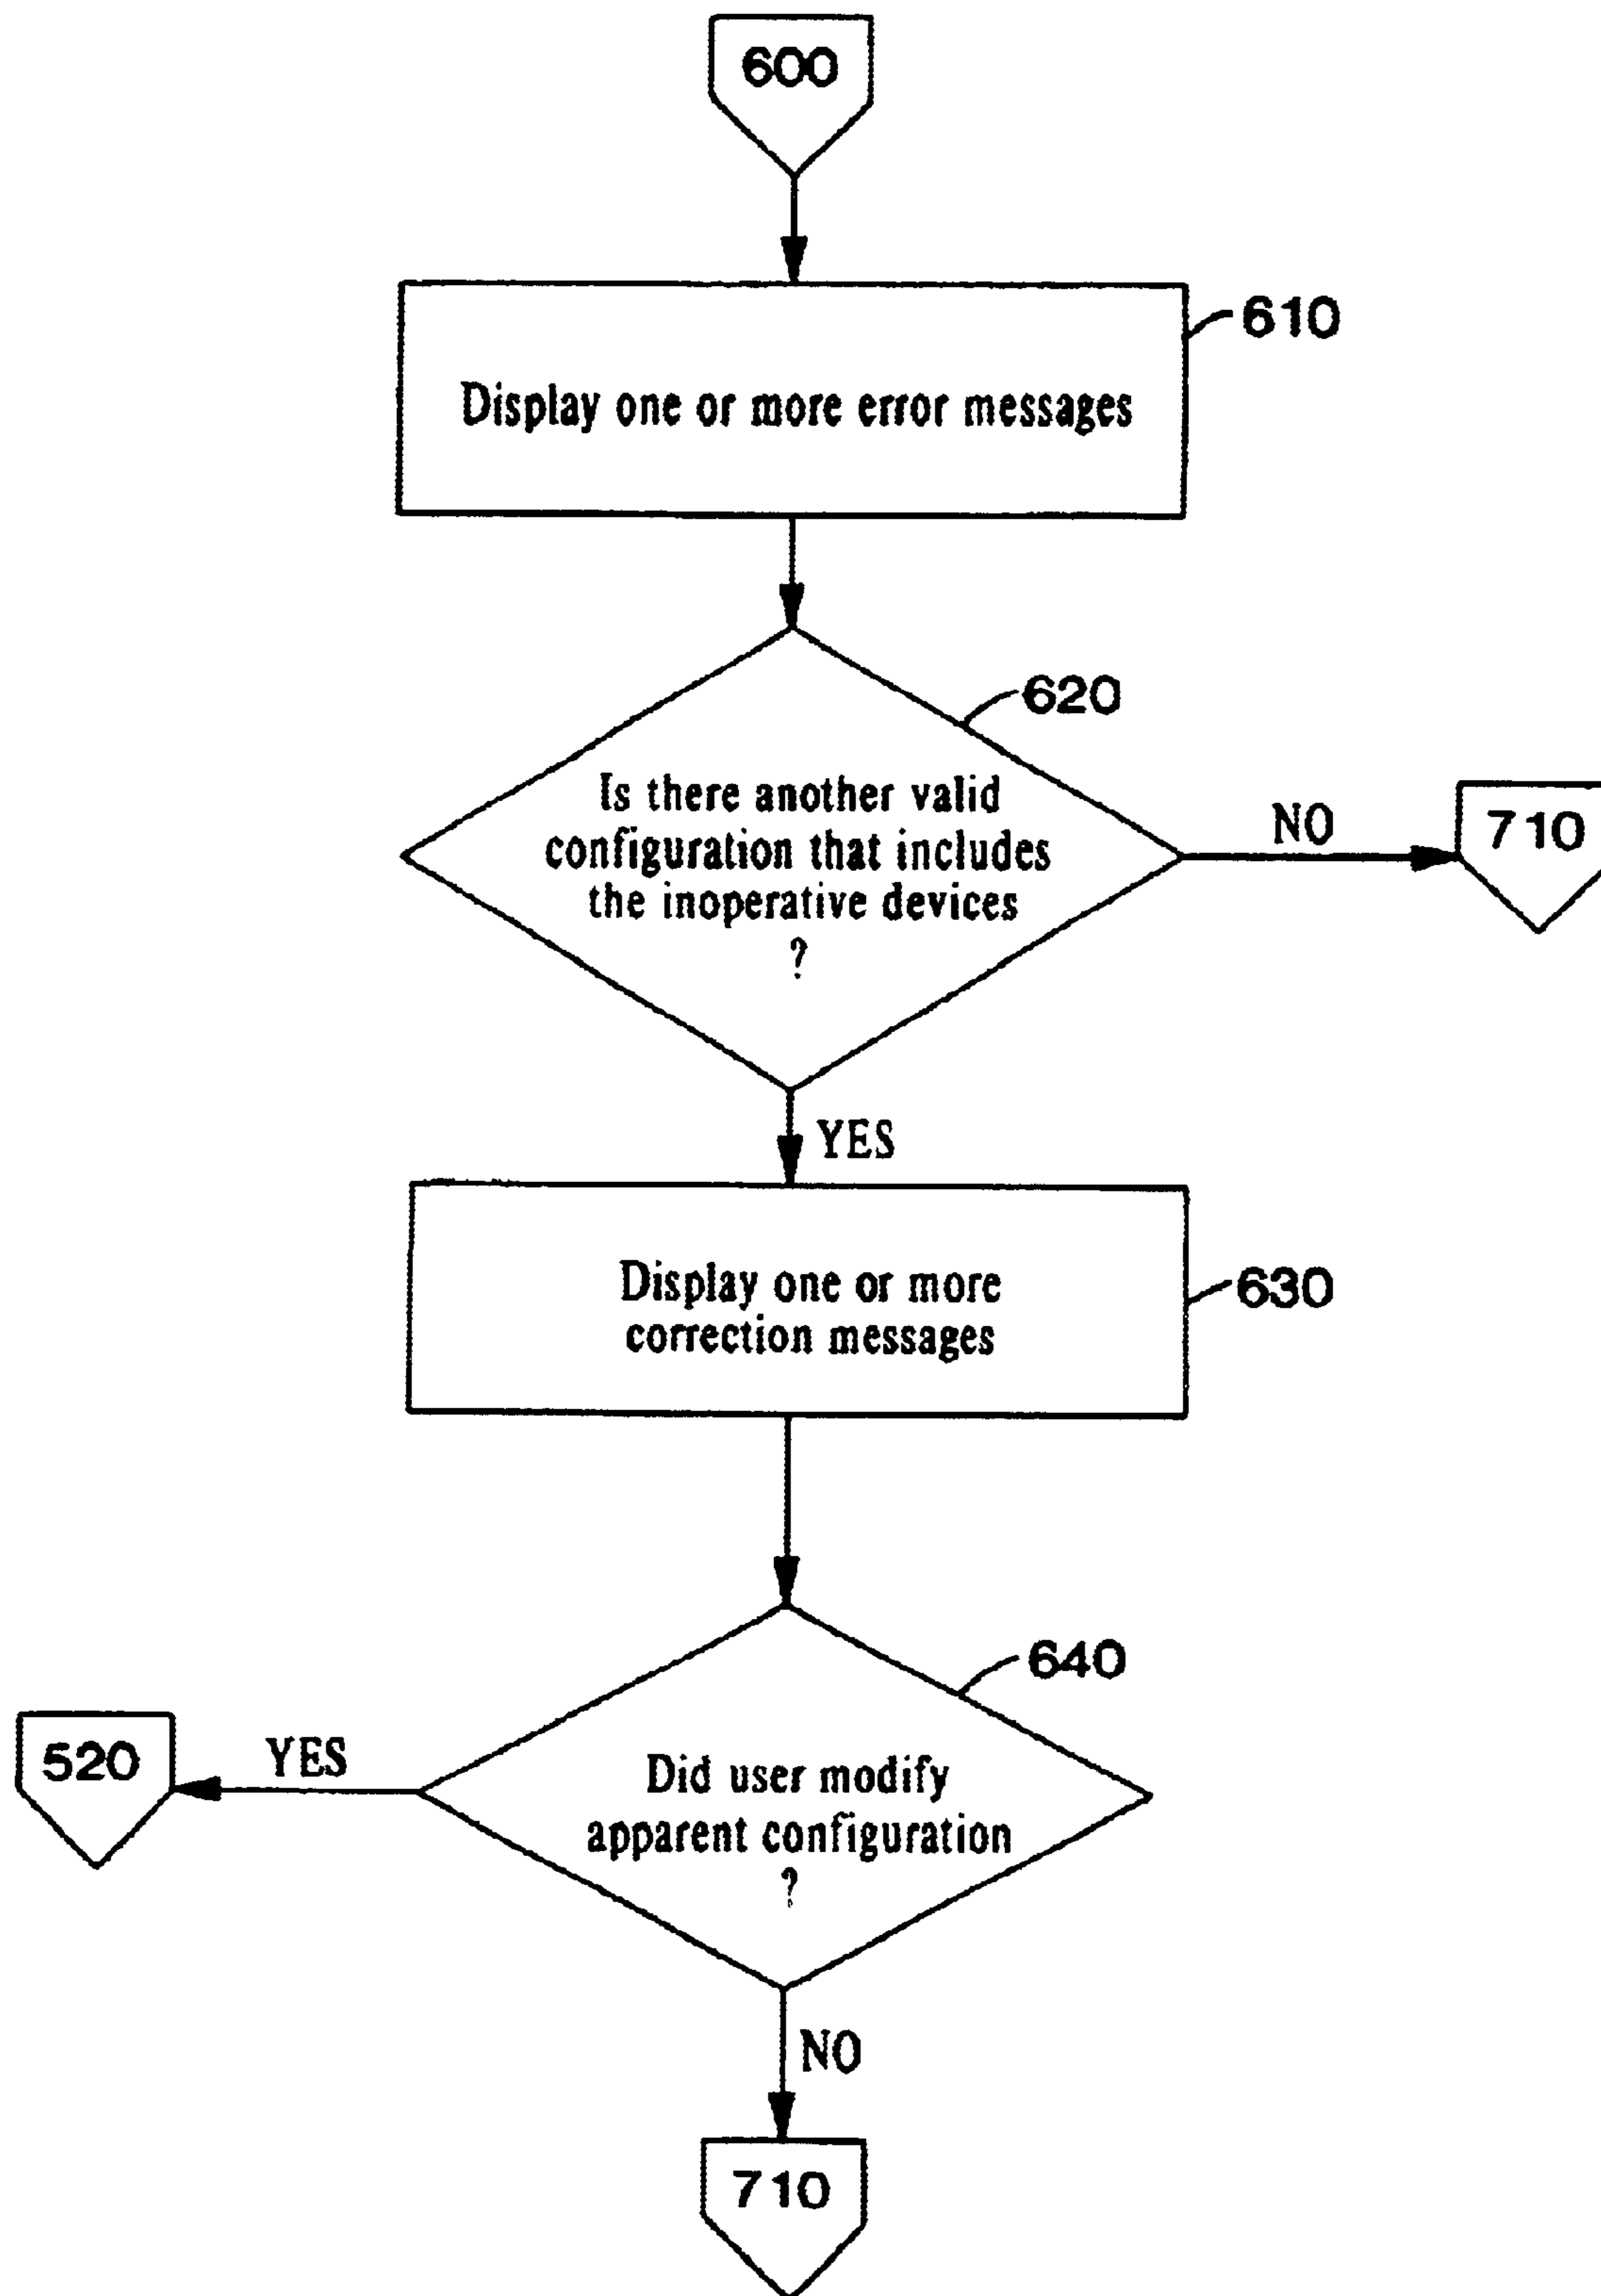 600
610
Display one or more error messages
620
Is there another valid
configuration that includes
the inoperative devices
?
NO
710
YES
Display one or more
correction messages
630
640
520
YES
Did user modify
apparent configuration
?
NO
710